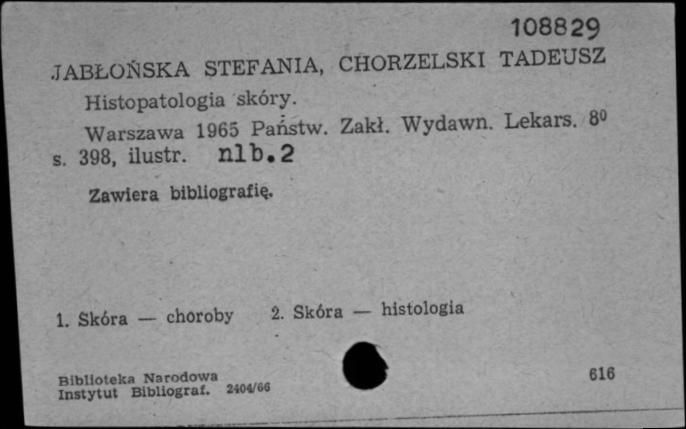 108829
JABŁOŃSKA STEFANIA, CHORZELSKI TADEUSZ
Histopatologia skóry.
Warszawa 1965 Państw. Zakł. Wydawn. Lekars. 8⁰
s. 398, ilustr. nlb.2
Zawiera bibliografię.
1. Skóra — choroby 2. Skóra — histologia
Biblioteka Narodowa
Instytut Bibliograf. 2404/66
616